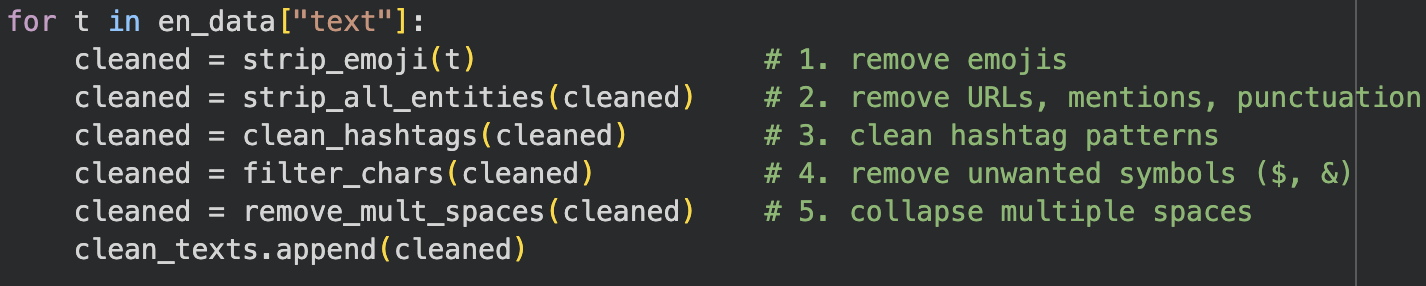 for t in en_data["text"]:
    cleaned = strip_emoji(t)                 # 1. remove emojis
    cleaned = strip_all_entities(cleaned)    # 2. remove URLs, mentions, punctuation
    cleaned = clean_hashtags(cleaned)        # 3. clean hashtag patterns
    cleaned = filter_chars(cleaned)          # 4. remove unwanted symbols ($, &)
    cleaned = remove_mult_spaces(cleaned)    # 5. collapse multiple spaces
    clean_texts.append(cleaned)